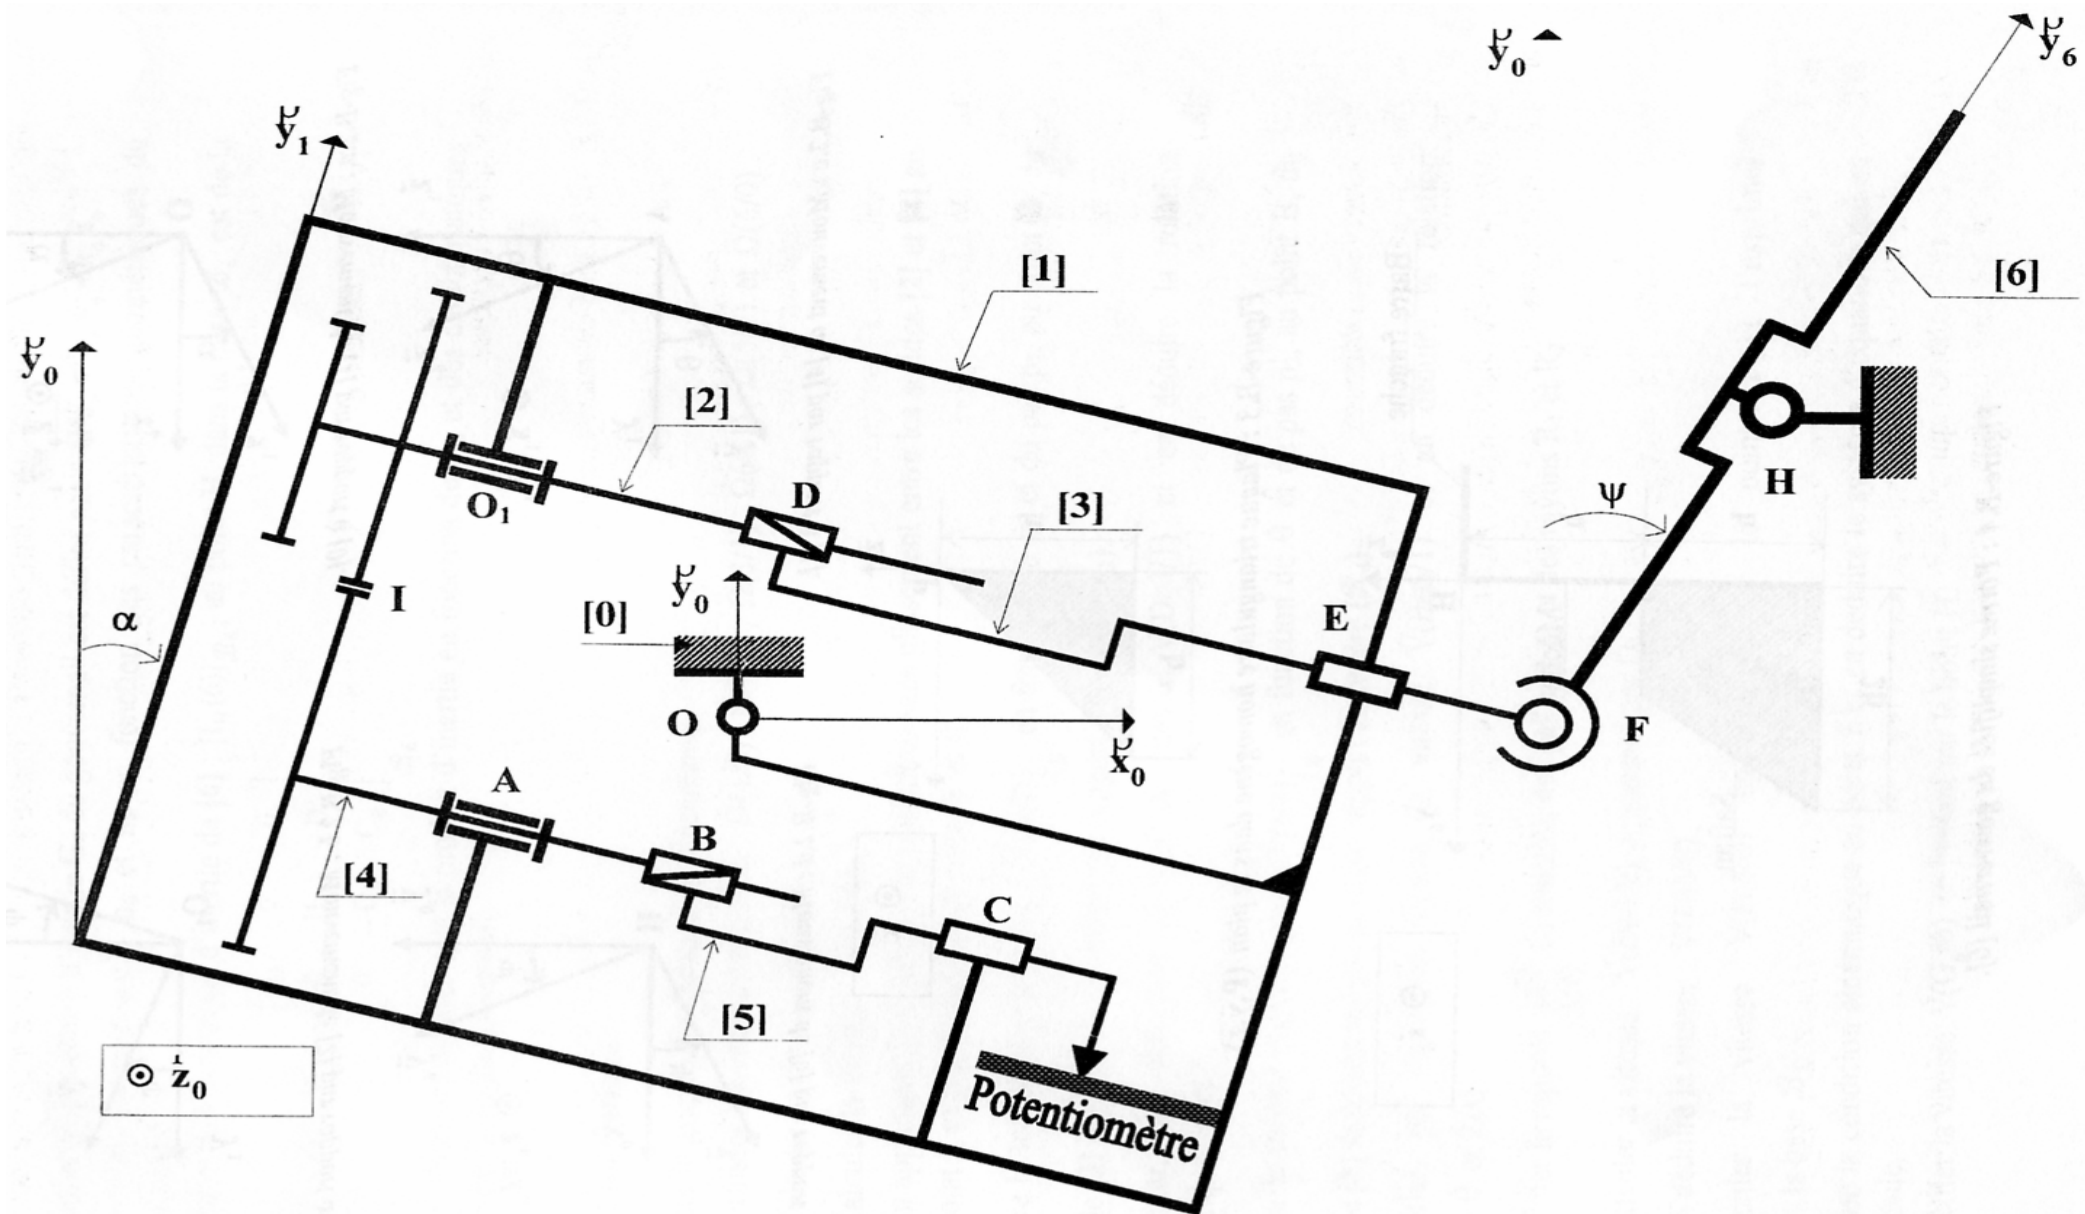 y₀
y₆
y₁
[1]
[6]
y₀
[2]
D
O₁
[3]
H
ψ
I
y₀
α
[0]
E
O
F
x₀
A
B
[4]
C
[5]
z₀
Potentiomètre